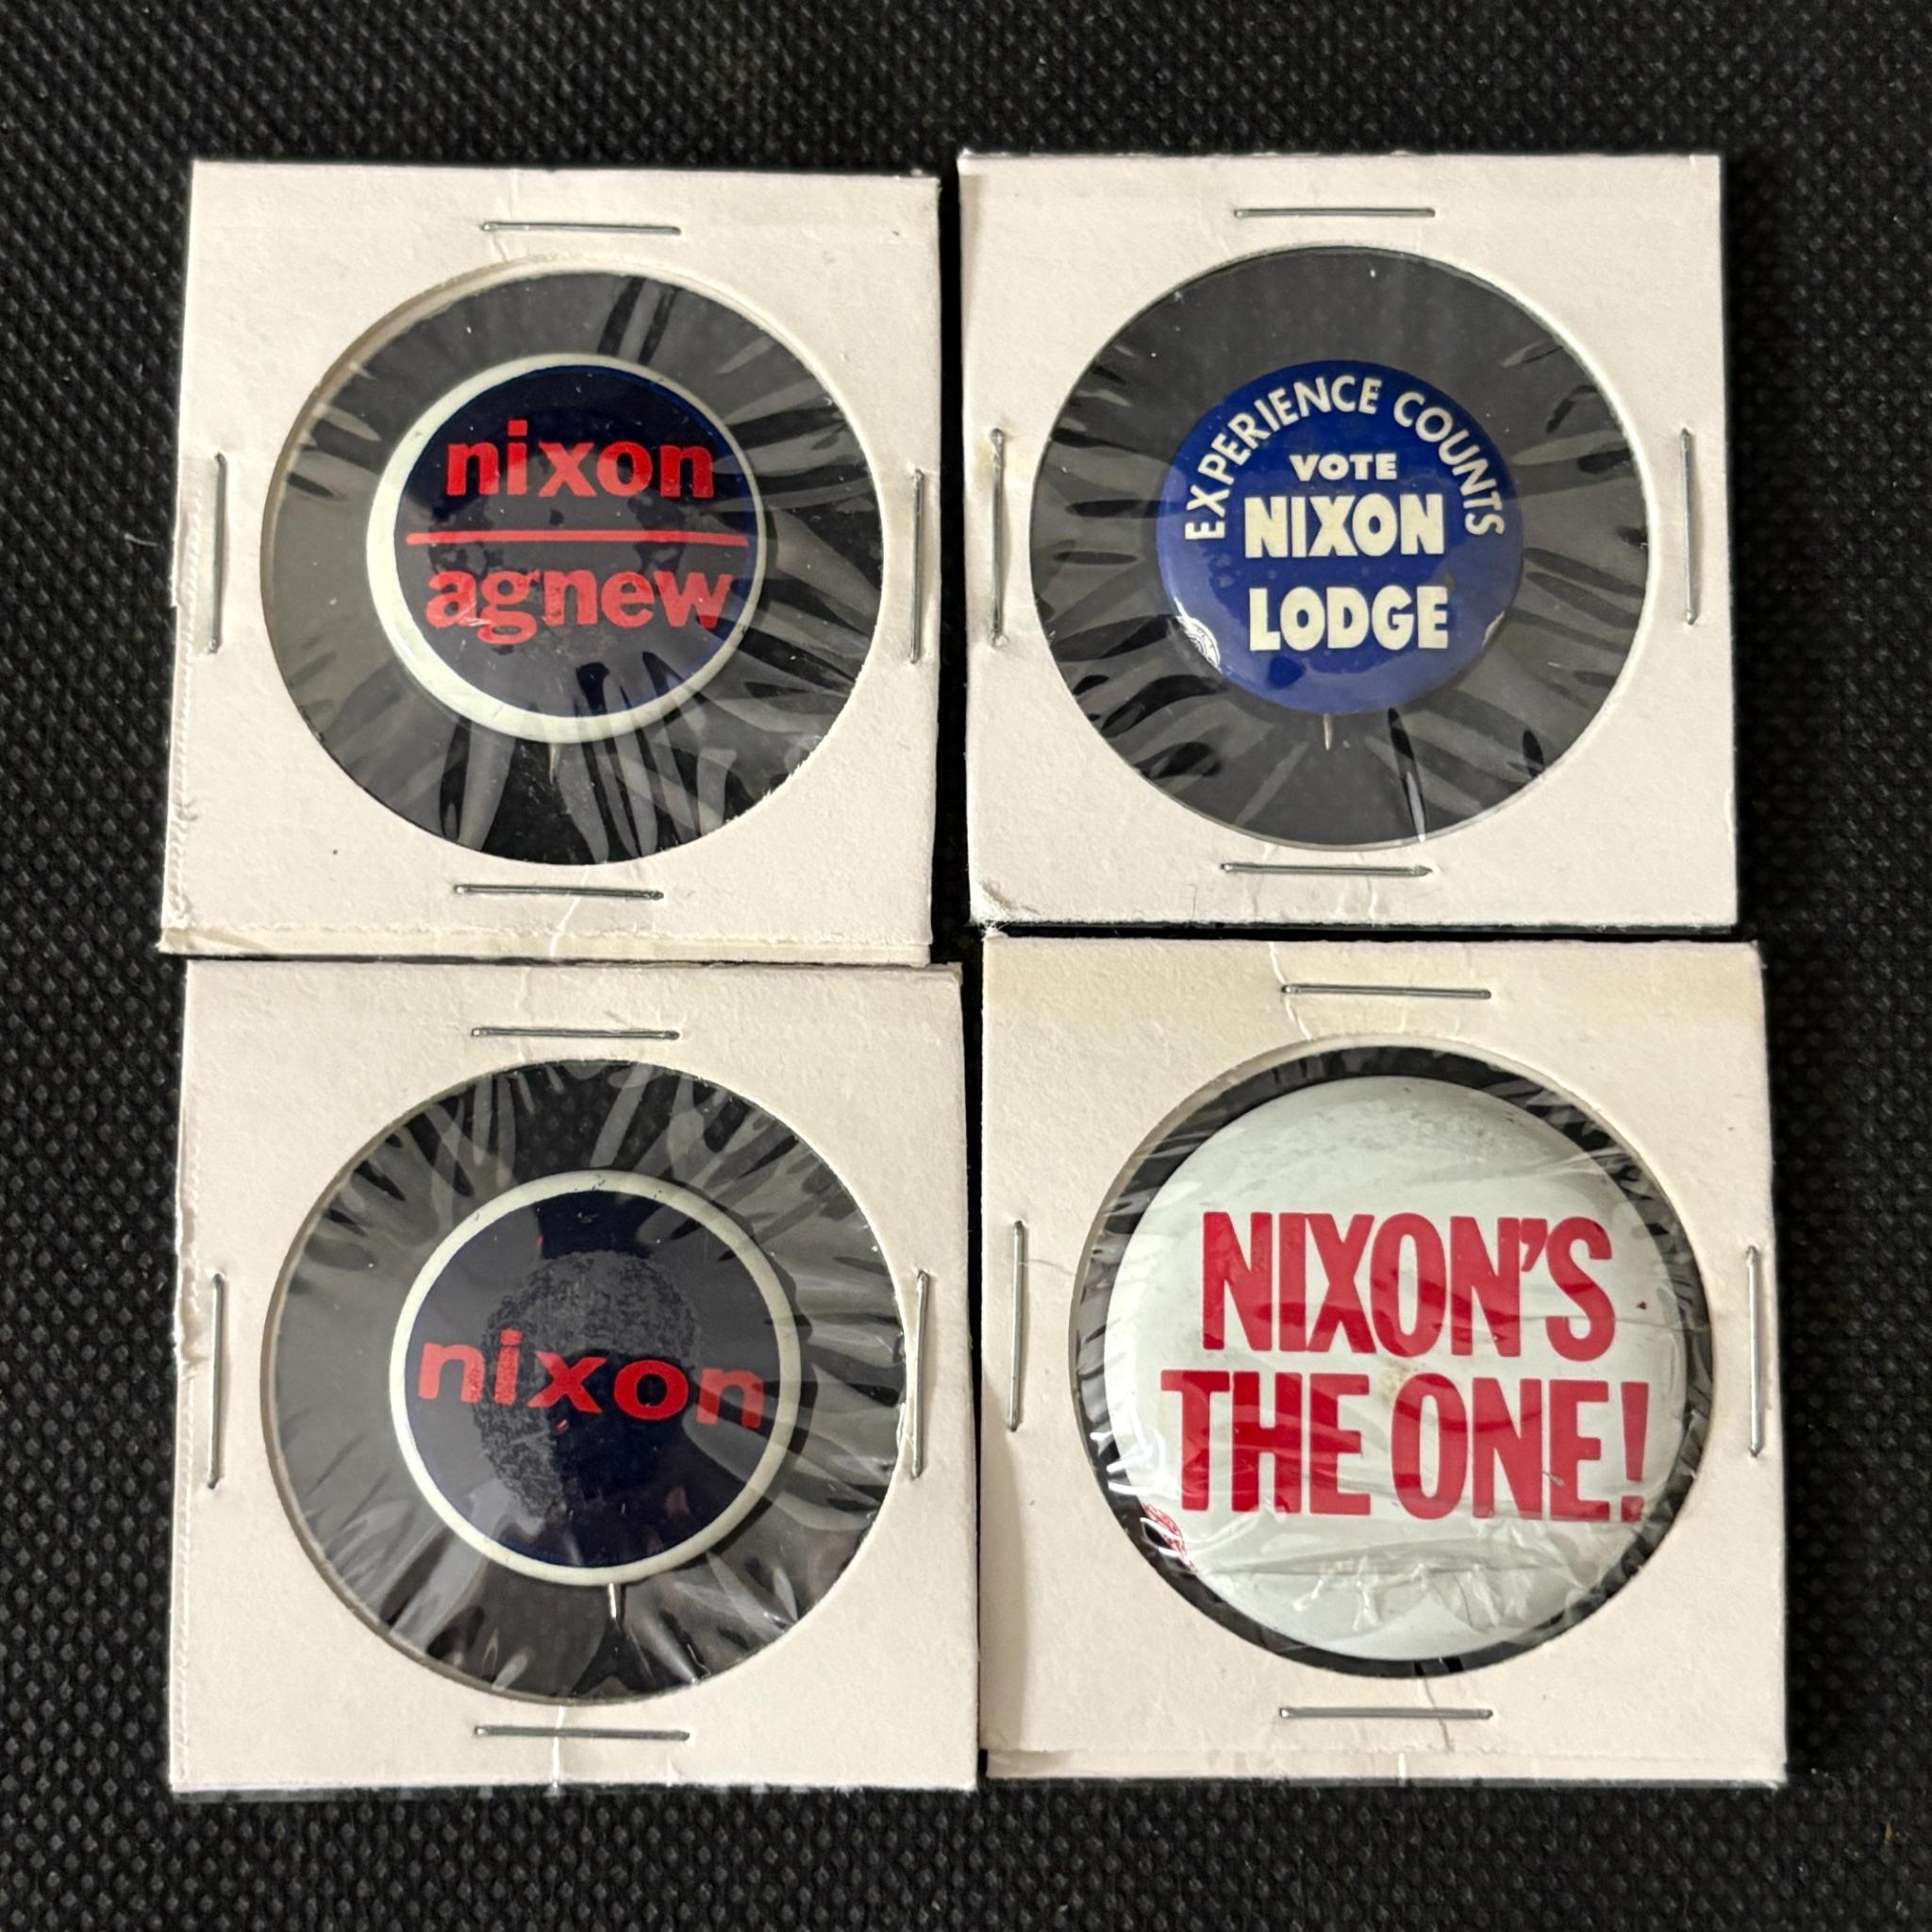 nixon
agnew
EXPERIENCE COUNTS
VOTE
NIXON
LODGE
nixon
NIXON'S
THE ONE!